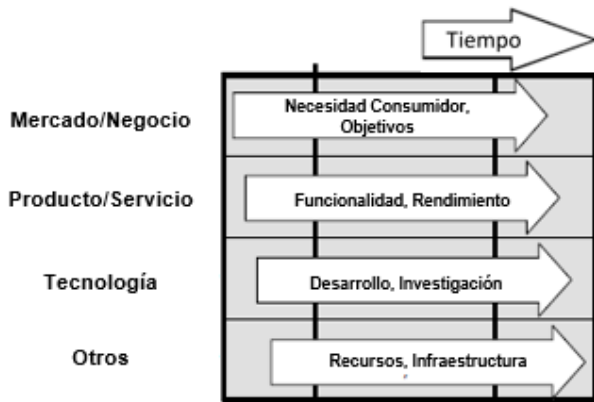 Tiempo
Mercado/Negocio
Necesidad Consumidor,
Objetivos
Producto/Servicio
Funcionalidad, Rendimiento
Tecnología
Desarrollo, Investigación
Otros
Recursos, Infraestructura